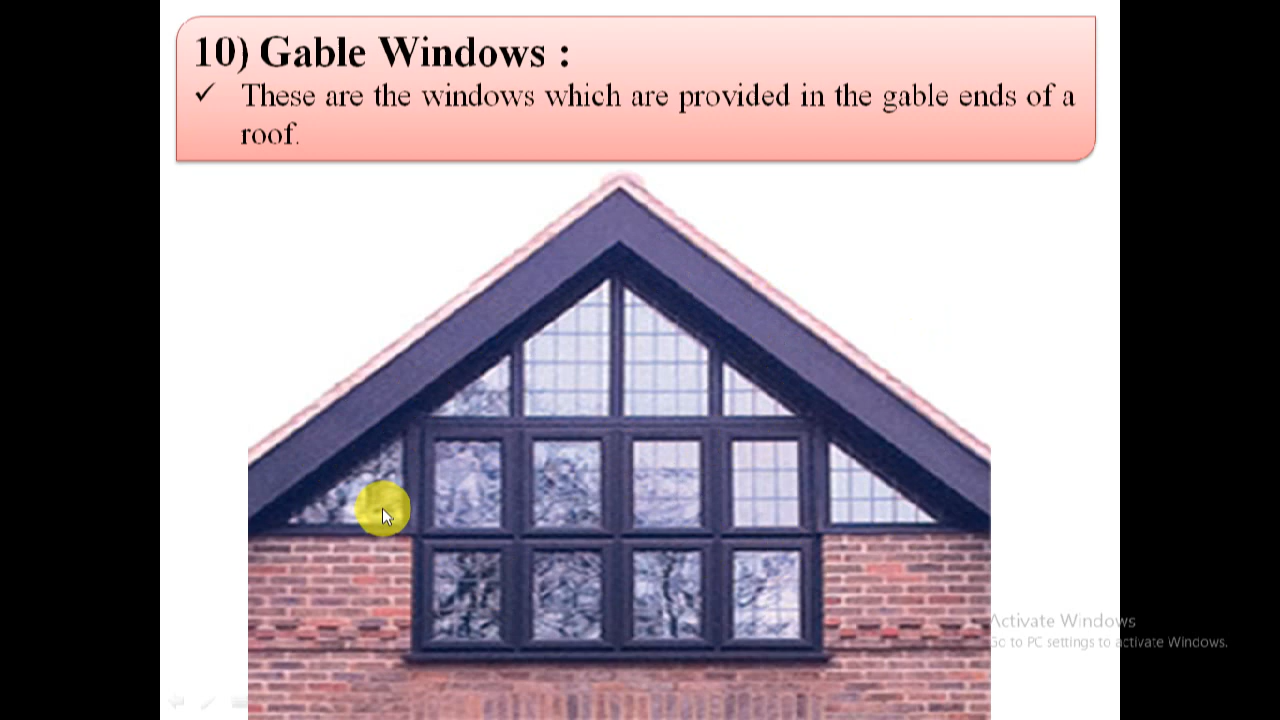 10) Gable Windows :
✓ These are the windows which are provided in the gable ends of a
roof.
Activate Windows
Go to PC settings to activate Windows.